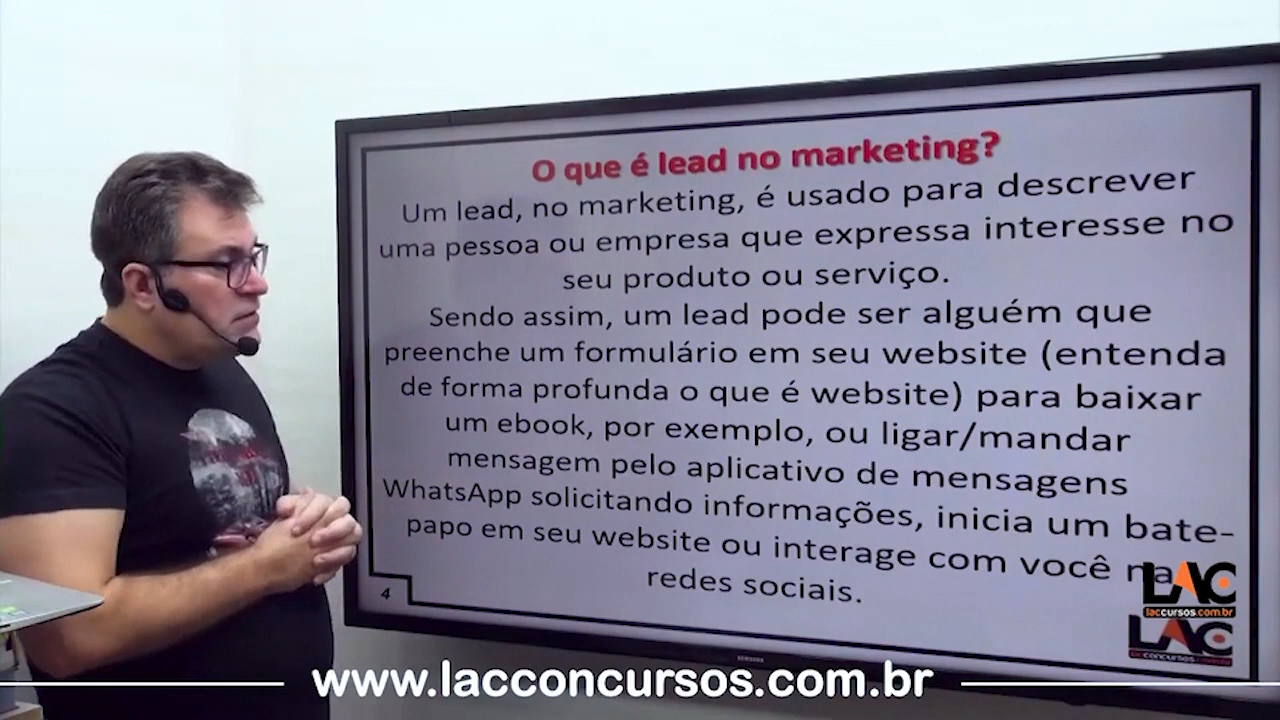 O que é lead no marketing?
Um lead, no marketing, é usado para descrever
uma pessoa ou empresa que expressa interesse no
seu produto ou serviço.
Sendo assim, um lead pode ser alguém que
preenche um formulário em seu website (entenda
de forma profunda o que é website) para baixar
um ebook, por exemplo, ou ligar/mandar
mensagem pelo aplicativo de mensagens
WhatsApp solicitando informações, inicia um bate-
papo em seu website ou interage com você na
redes sociais.
4
LAC
laccursos.com.br
LAC
SAMSUNG
www.lacconcursos.com.br